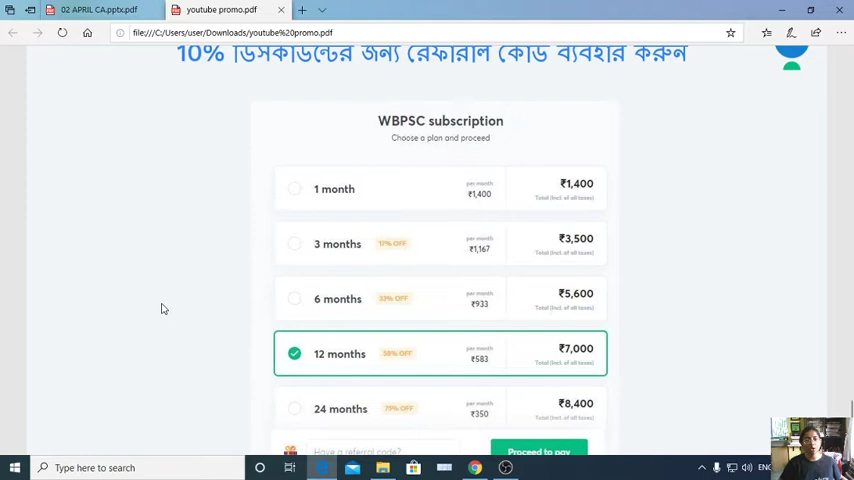 02 APRIL CA.pptx.pdf
youtube promo.pdf
file:///C:/Users/user/Downloads/youtube%20promo.pdf
10% ডিসকাউন্টের জন্য রেফারাল কোড ব্যবহার করুন
WBPSC subscription
Choose a plan and proceed
1 month
per month
₹1,400
₹1,400
Total (Incl. of all taxes)
3 months
17% OFF
per month
₹1,167
₹3,500
Total (Incl. of all taxes)
6 months
33% OFF
per month
₹933
₹5,600
Total (Incl. of all taxes)
12 months
58% OFF
per month
₹583
₹7,000
Total (Incl. of all taxes)
24 months
75% OFF
per month
₹350
₹8,400
Total (Incl. of all taxes)
Have a referral code?
Proceed to pay
Type here to search